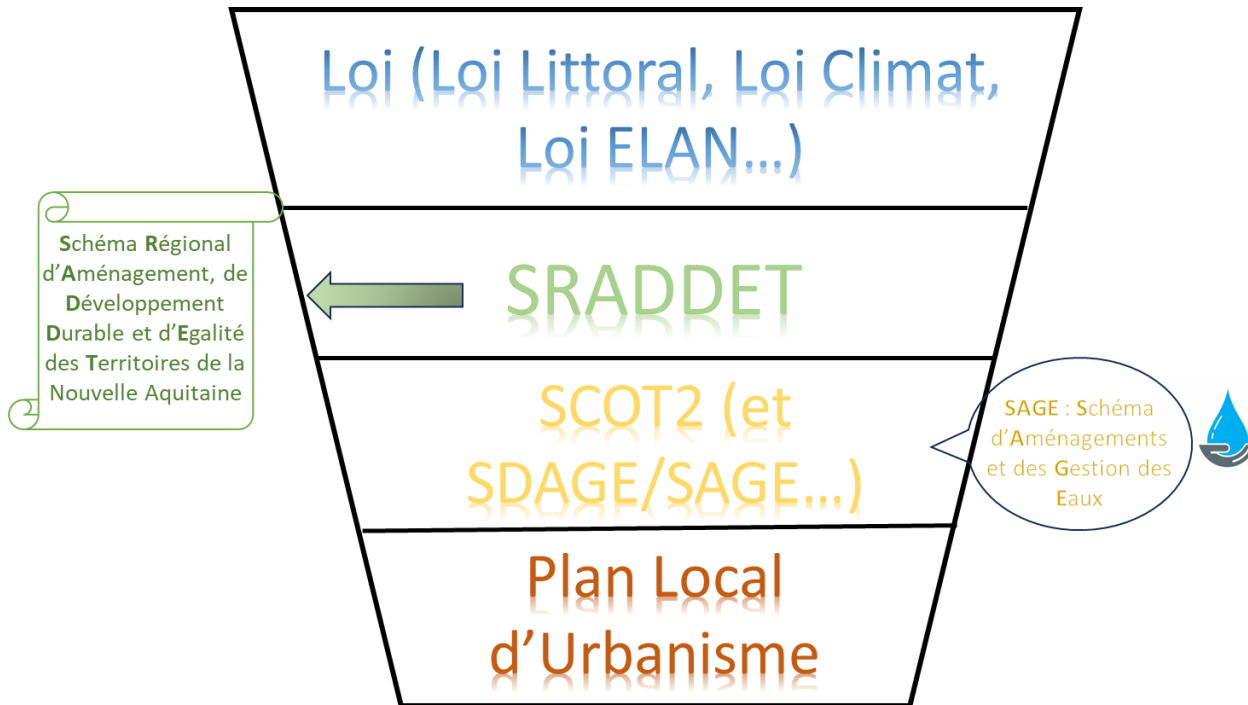 Loi (Loi Littoral, Loi Climat,
Loi ELAN...)
Schéma Régional
d'Aménagement, de
Développement
Durable et d'Egalité
des Territoires de la
Nouvelle Aquitaine
SRADDET
SCOT2 (et
SDAGE/SAGE...)
SAGE : Schéma
d'Aménagements
et des Gestion des
Eaux
Plan Local
d'Urbanisme